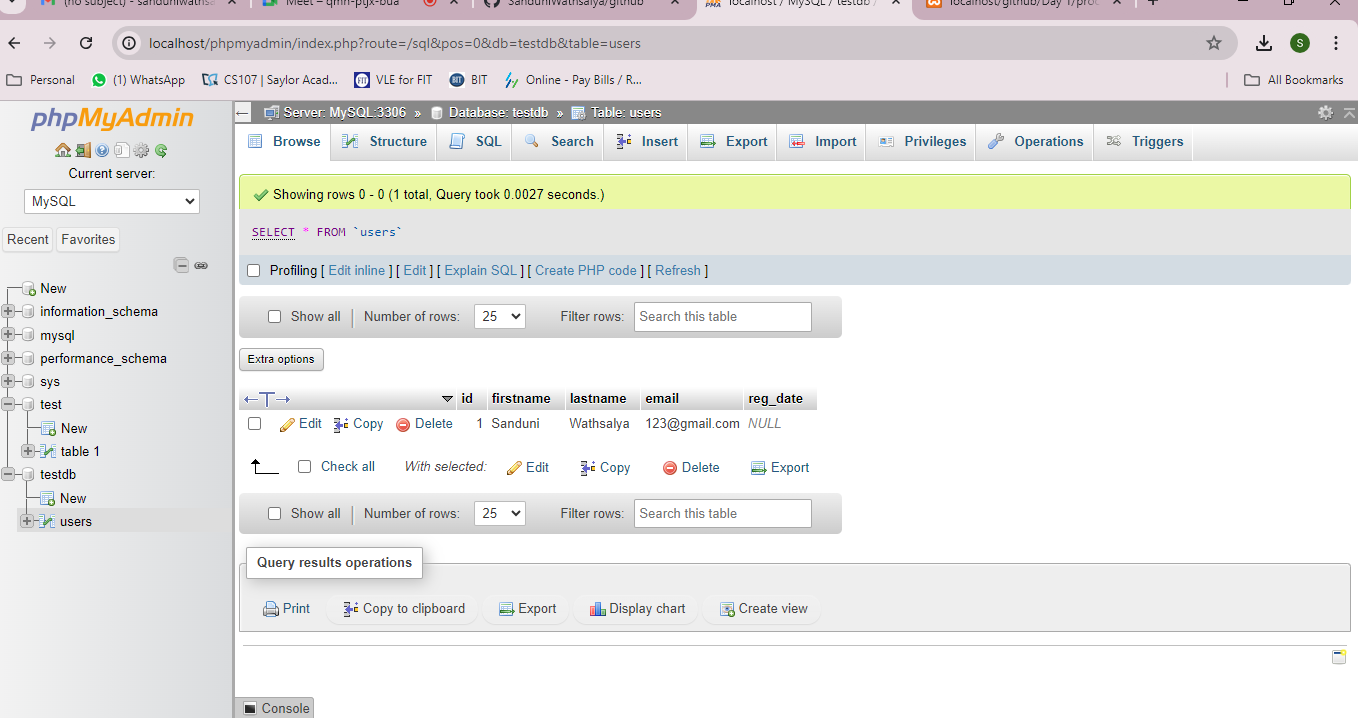 (no subject) - sanduniwathsa
Meet – qmh-ptjx-bua
SanduniWathsalya/github
localhost / MySQL / testdb /
localhost/github/Day 1/proc
localhost/phpmyadmin/index.php?route=/sql&pos=0&db=testdb&table=users
S
Personal
(1) WhatsApp
CS107 | Saylor Acad...
VLE for FIT
BIT
Online - Pay Bills / R...
All Bookmarks
phpMyAdmin
Current server:
MySQL
Recent Favorites
New
information_schema
mysql
performance_schema
sys
test
New
table 1
testdb
New
users
Server: MySQL:3306 » Database: testdb » Table: users
Browse Structure SQL Search Insert Export Import Privileges Operations Triggers
Showing rows 0 - 0 (1 total, Query took 0.0027 seconds.)
SELECT * FROM `users`
Profiling [ Edit inline ] [ Edit ] [ Explain SQL ] [ Create PHP code ] [ Refresh ]
Show all | Number of rows: 25 Filter rows: Search this table
Extra options
←T→ id firstname lastname email reg_date
Edit Copy Delete 1 Sanduni Wathsalya 123@gmail.com NULL
Check all With selected: Edit Copy Delete Export
Show all | Number of rows: 25 Filter rows: Search this table
Query results operations
Print Copy to clipboard Export Display chart Create view
Console